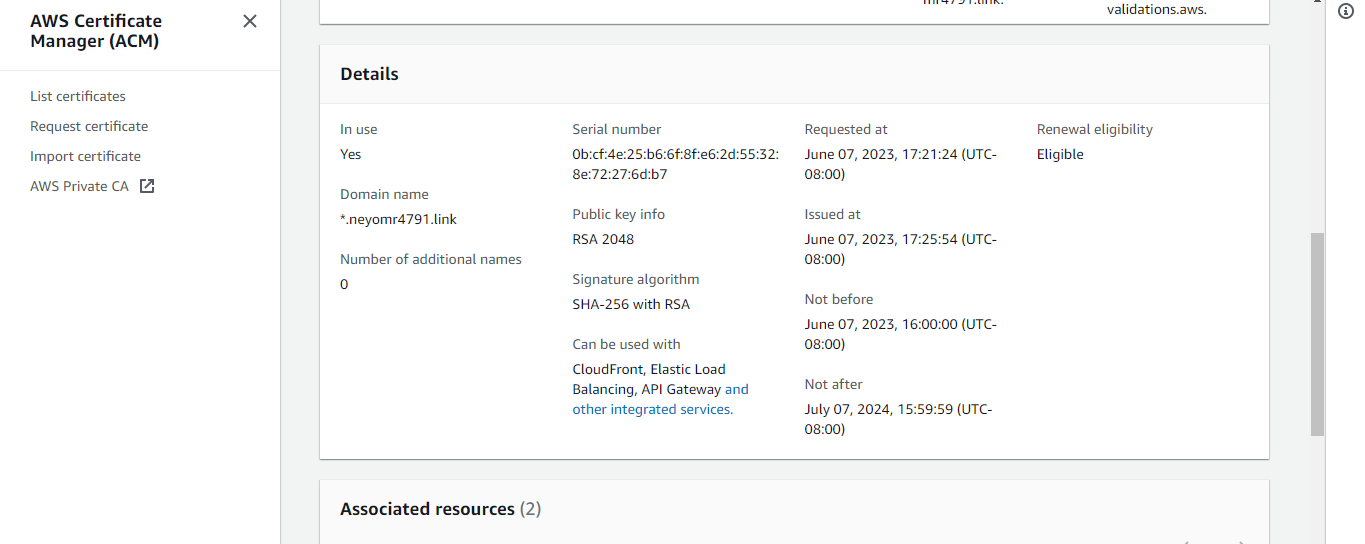 AWS Certificate
Manager (ACM)
List certificates
Request certificate
Import certificate
AWS Private CA
mr4791.link.
validations.aws.
Details
In use
Yes
Domain name
*.neyomr4791.link
Number of additional names
0
Serial number
0b:cf:4e:25:b6:6f:8f:e6:2d:55:32:
8e:72:27:6d:b7
Public key info
RSA 2048
Signature algorithm
SHA-256 with RSA
Can be used with
CloudFront, Elastic Load
Balancing, API Gateway and
other integrated services.
Requested at
June 07, 2023, 17:21:24 (UTC-
08:00)
Issued at
June 07, 2023, 17:25:54 (UTC-
08:00)
Not before
June 07, 2023, 16:00:00 (UTC-
08:00)
Not after
July 07, 2024, 15:59:59 (UTC-
08:00)
Renewal eligibility
Eligible
Associated resources (2)